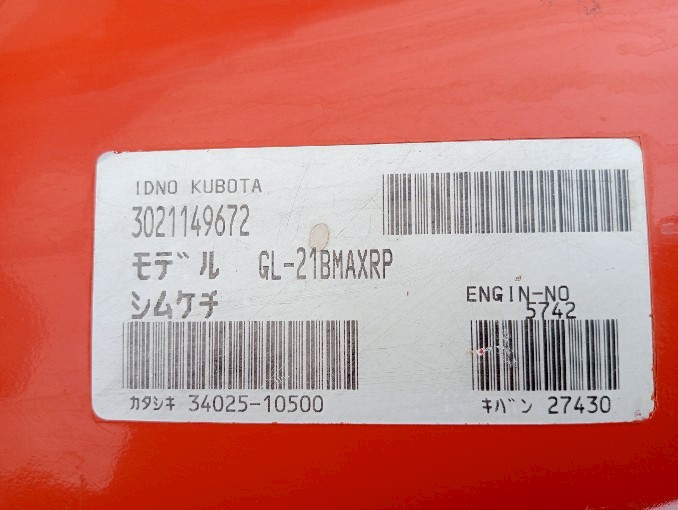 IDNO KUBOTA
3021149672
モデル GL-21BMAXRP
シムケチ
ENGIN-NO
5742
カタシキ 34025-10500
キバン 27430